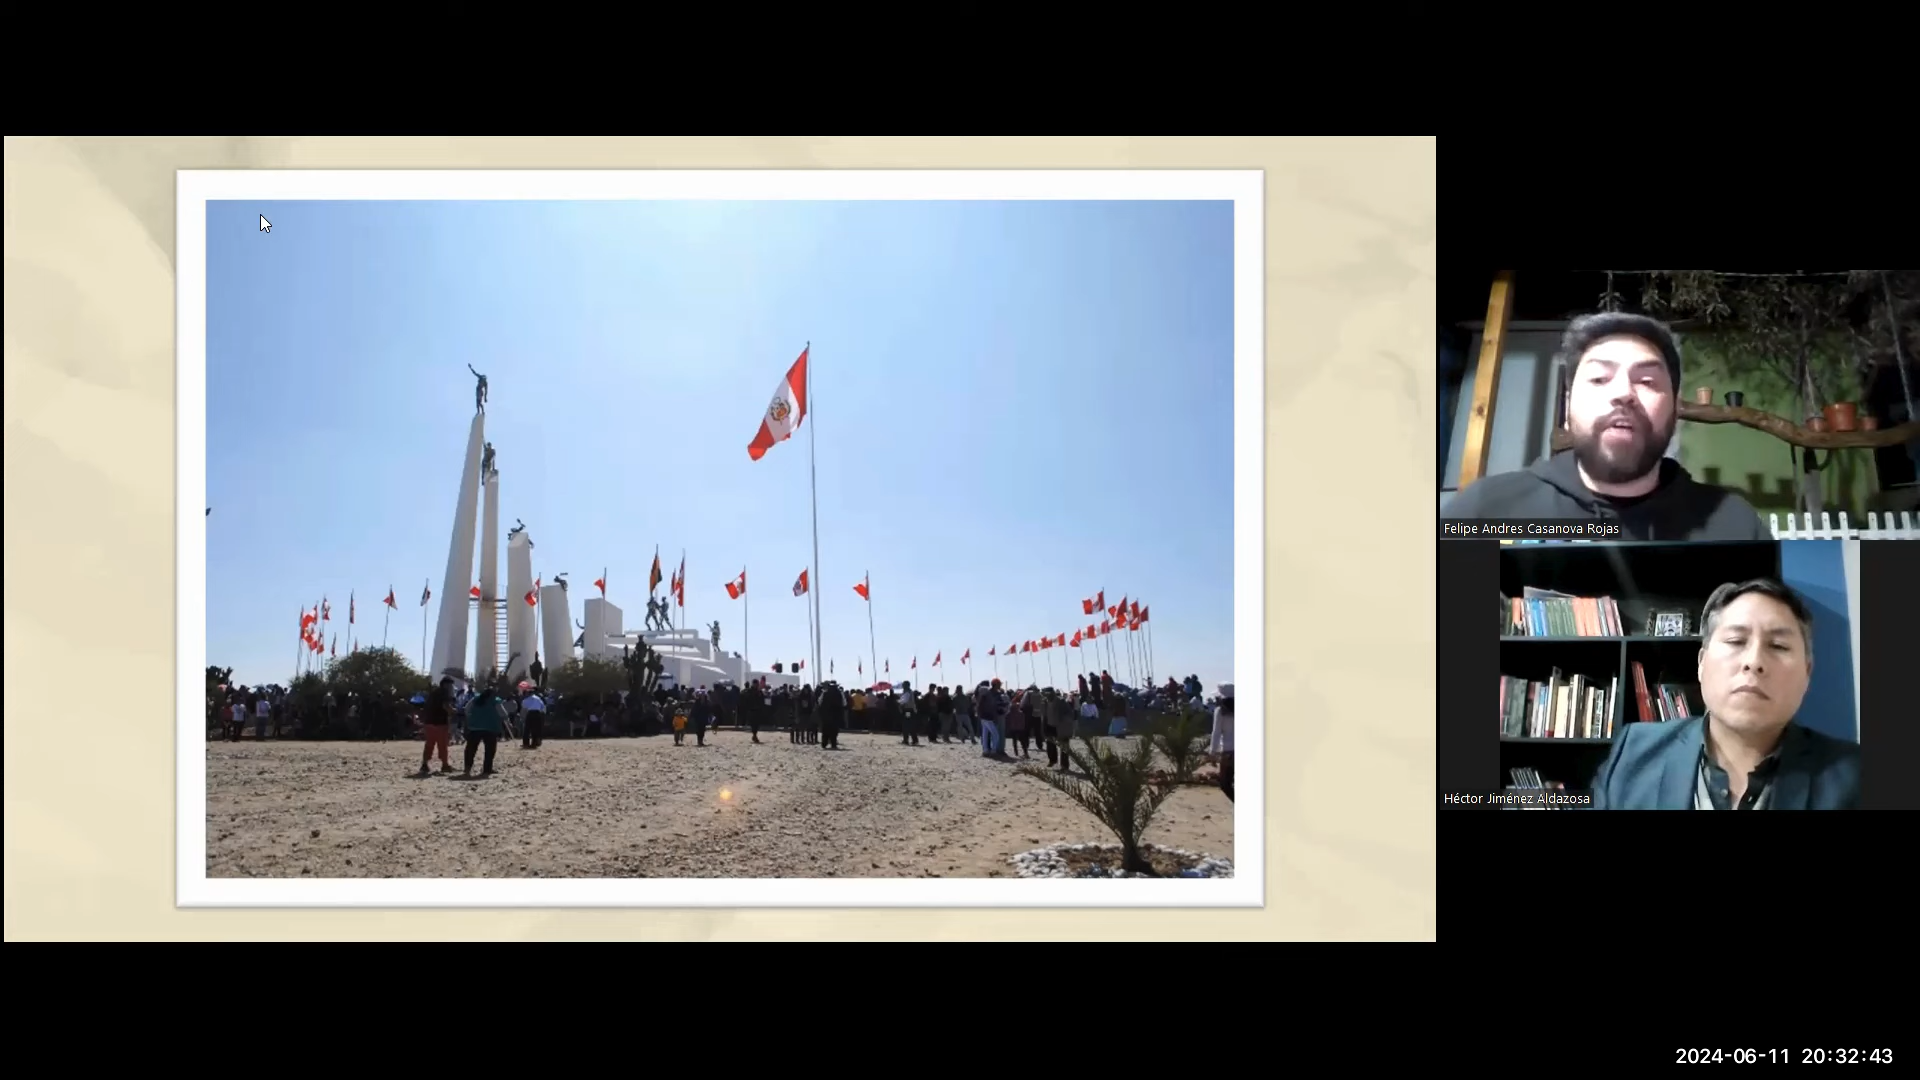 Felipe Andres Casanova Rojas
Héctor Jiménez Aldazosa
2024-06-11 20:32:43